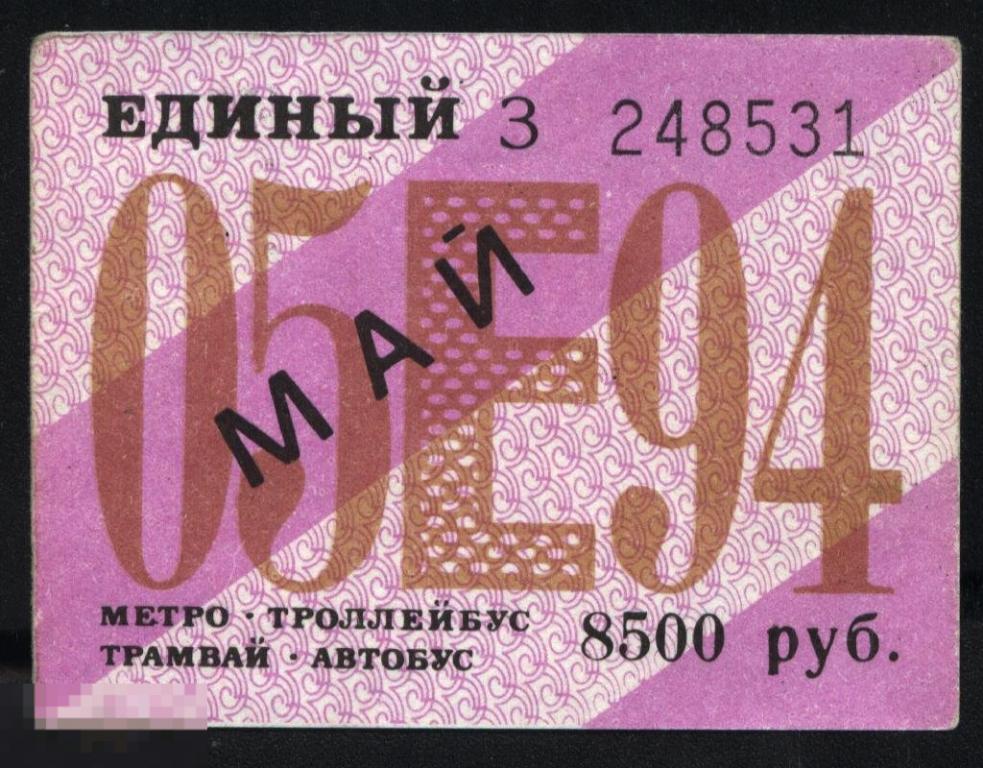 ЕДИНЫЙ З 248531
05Е94
МАЙ
МЕТРО · ТРОЛЛЕЙБУС
ТРАМВАЙ · АВТОБУС
8500 руб.